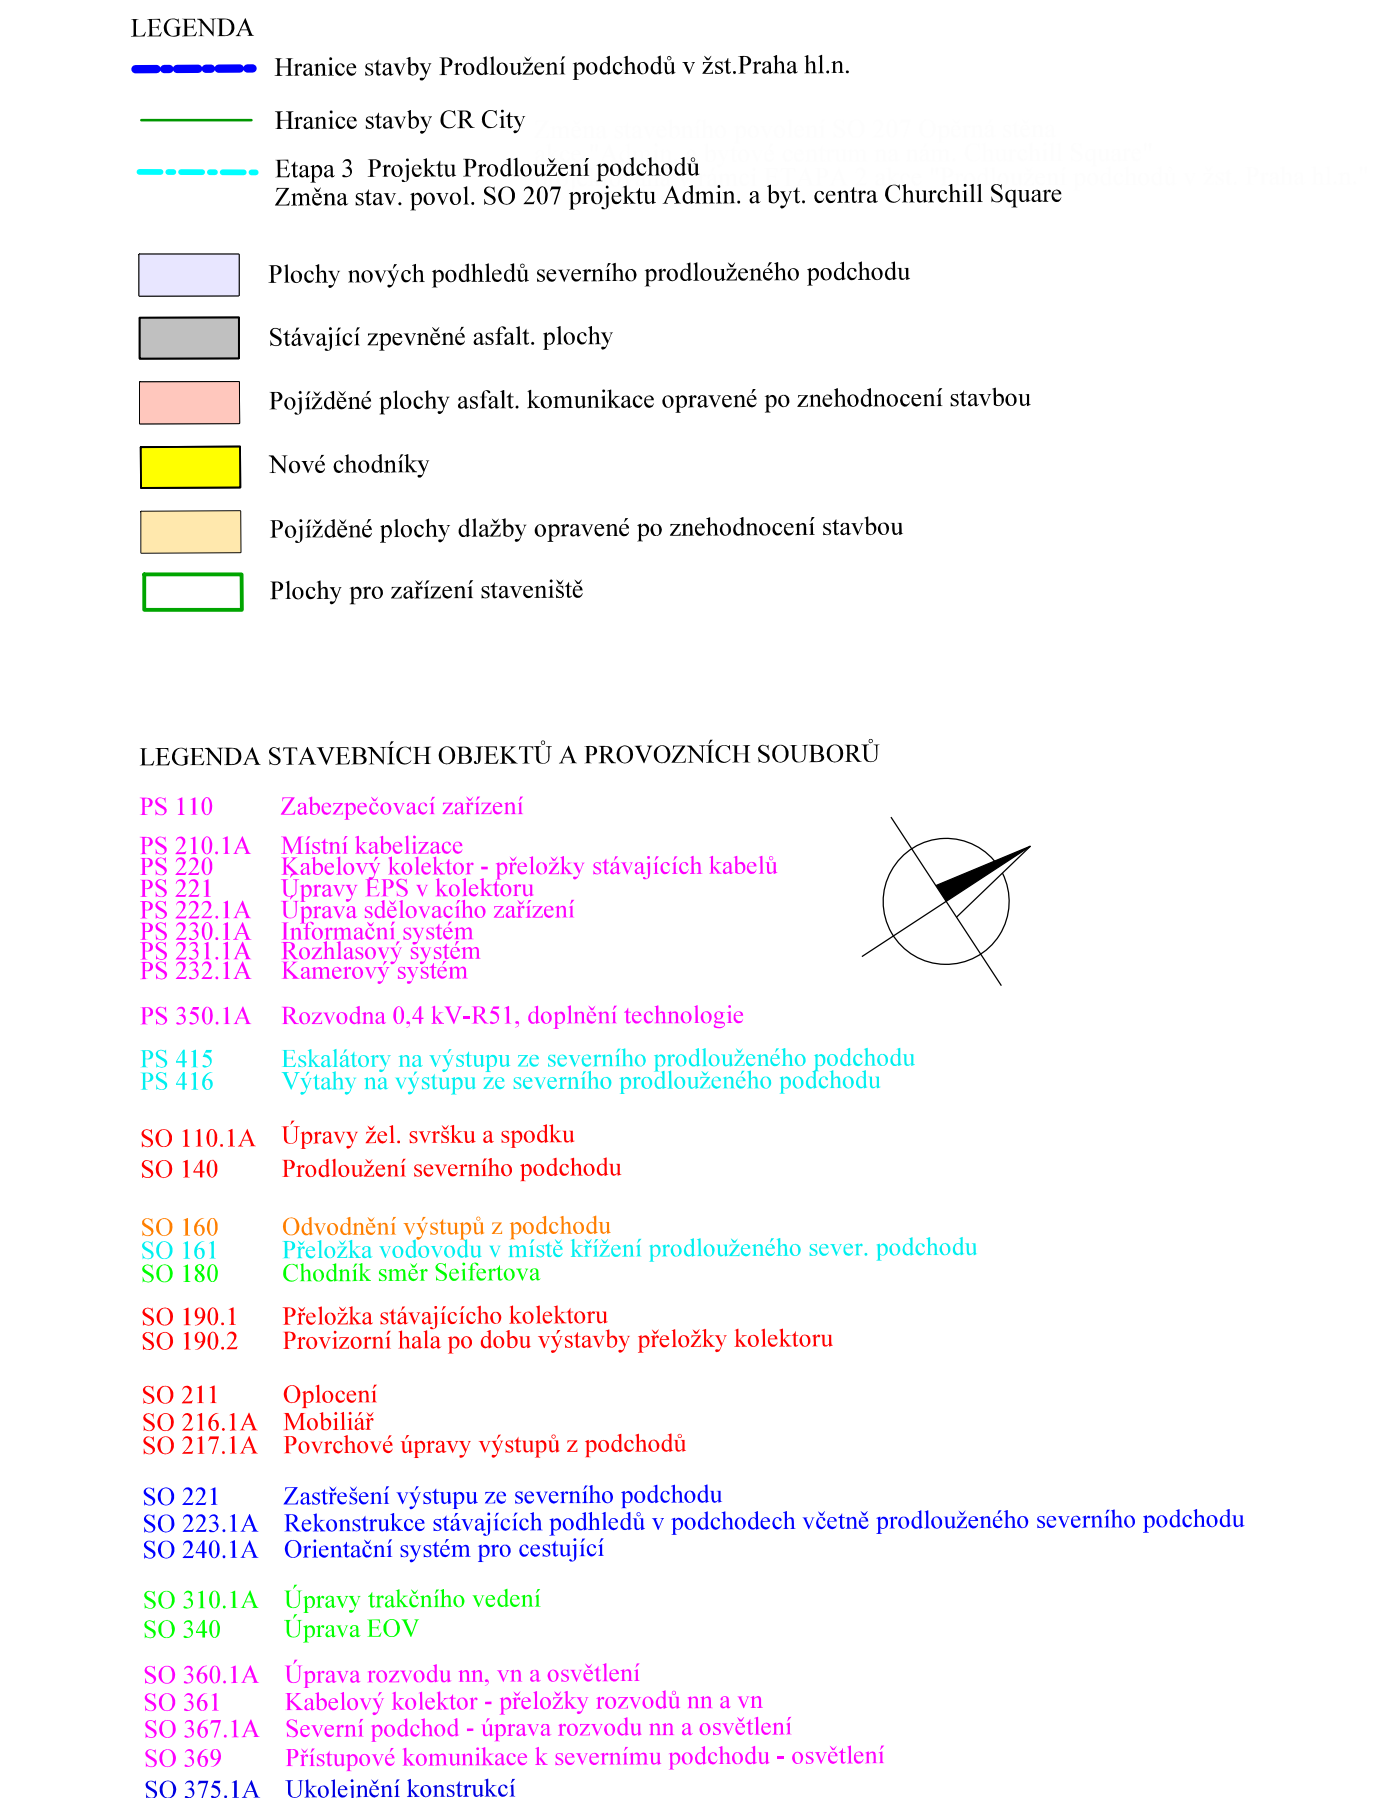 LEGENDA
Hranice stavby Prodloužení podchodů v žst.Praha hl.n.
Hranice stavby CR City
Etapa 3 Projektu Prodloužení podchodů
Změna stav. povol. SO 207 projektu Admin. a byt. centra Churchill Square
Plochy nových podhledů severního prodlouženého podchodu
Stávající zpevněné asfalt. plochy
Pojížděné plochy asfalt. komunikace opravené po znehodnocení stavbou
Nové chodníky
Pojížděné plochy dlažby opravené po znehodnocení stavbou
Plochy pro zařízení staveniště
LEGENDA STAVEBNÍCH OBJEKTŮ A PROVOZNÍCH SOUBORŮ
PS 110 Zabezpečovací zařízení
PS 210.1A Místní kabelizace
PS 220 Kabelový kolektor - přeložky stávajících kabelů
PS 221 Úpravy EPS v kolektoru
PS 222.1A Úprava sdělovacího zařízení
PS 230.1A Informační systém
PS 231.1A Rozhlasový systém
PS 232.1A Kamerový systém
PS 350.1A Rozvodna 0,4 kV-R51, doplnění technologie
PS 415 Eskalátory na výstupu ze severního prodlouženého podchodu
PS 416 Výtahy na výstupu ze severního prodlouženého podchodu
SO 110.1A Úpravy žel. svršku a spodku
SO 140 Prodloužení severního podchodu
SO 160 Odvodnění výstupů z podchodu
SO 161 Přeložka vodovodu v místě křížení prodlouženého sever. podchodu
SO 180 Chodník směr Seifertova
SO 190.1 Přeložka stávajícícho kolektoru
SO 190.2 Provizorní hala po dobu výstavby přeložky kolektoru
SO 211 Oplocení
SO 216.1A Mobiliář
SO 217.1A Povrchové úpravy výstupů z podchodů
SO 221 Zastřešení výstupu ze severního podchodu
SO 223.1A Rekonstrukce stávajících podhledů v podchodech včetně prodlouženého severního podchodu
SO 240.1A Orientační systém pro cestující
SO 310.1A Úpravy trakčního vedení
SO 340 Úprava EOV
SO 360.1A Úprava rozvodu nn, vn a osvětlení
SO 361 Kabelový kolektor - přeložky rozvodů nn a vn
SO 367.1A Severní podchod - úprava rozvodu nn a osvětlení
SO 369 Přístupové komunikace k severnímu podchodu - osvětlení
SO 375.1A Ukolejnění konstrukcí